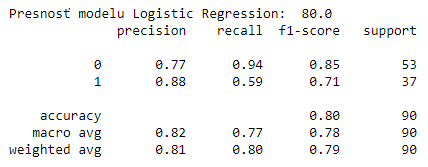 Presnosť modelu Logistic Regression:  80.0
              precision    recall  f1-score   support

           0       0.77      0.94      0.85        53
           1       0.88      0.59      0.71        37

    accuracy                           0.80        90
   macro avg       0.82      0.77      0.78        90
weighted avg       0.81      0.80      0.79        90